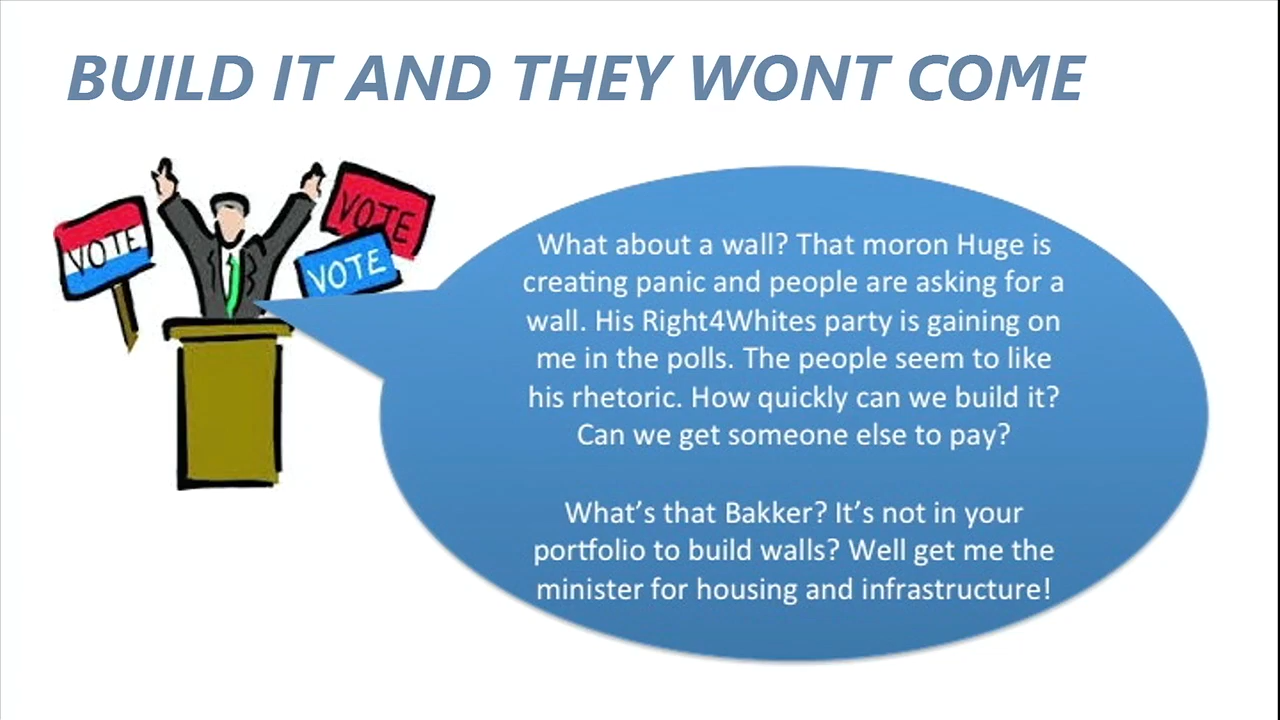 BUILD IT AND THEY WONT COME
VOTE
VOTE
VOTE
What about a wall? That moron Huge is
creating panic and people are asking for a
wall. His Right4Whites party is gaining on
me in the polls. The people seem to like
his rhetoric. How quickly can we build it?
Can we get someone else to pay?
What’s that Bakker? It’s not in your
portfolio to build walls? Well get me the
minister for housing and infrastructure!